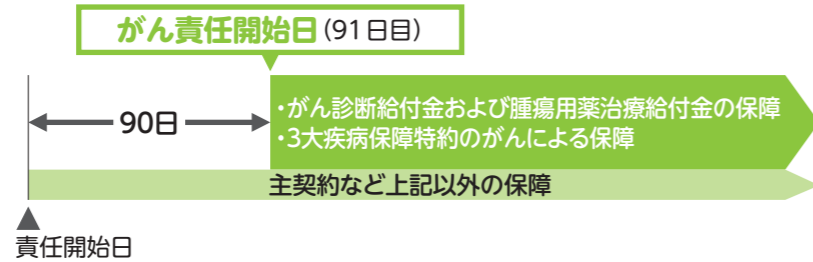 がん責任開始日(91日目)
90日
・がん診断給付金および腫瘍用薬治療給付金の保障
・3大疾病保障特約のがんによる保障
主契約など上記以外の保障
責任開始日